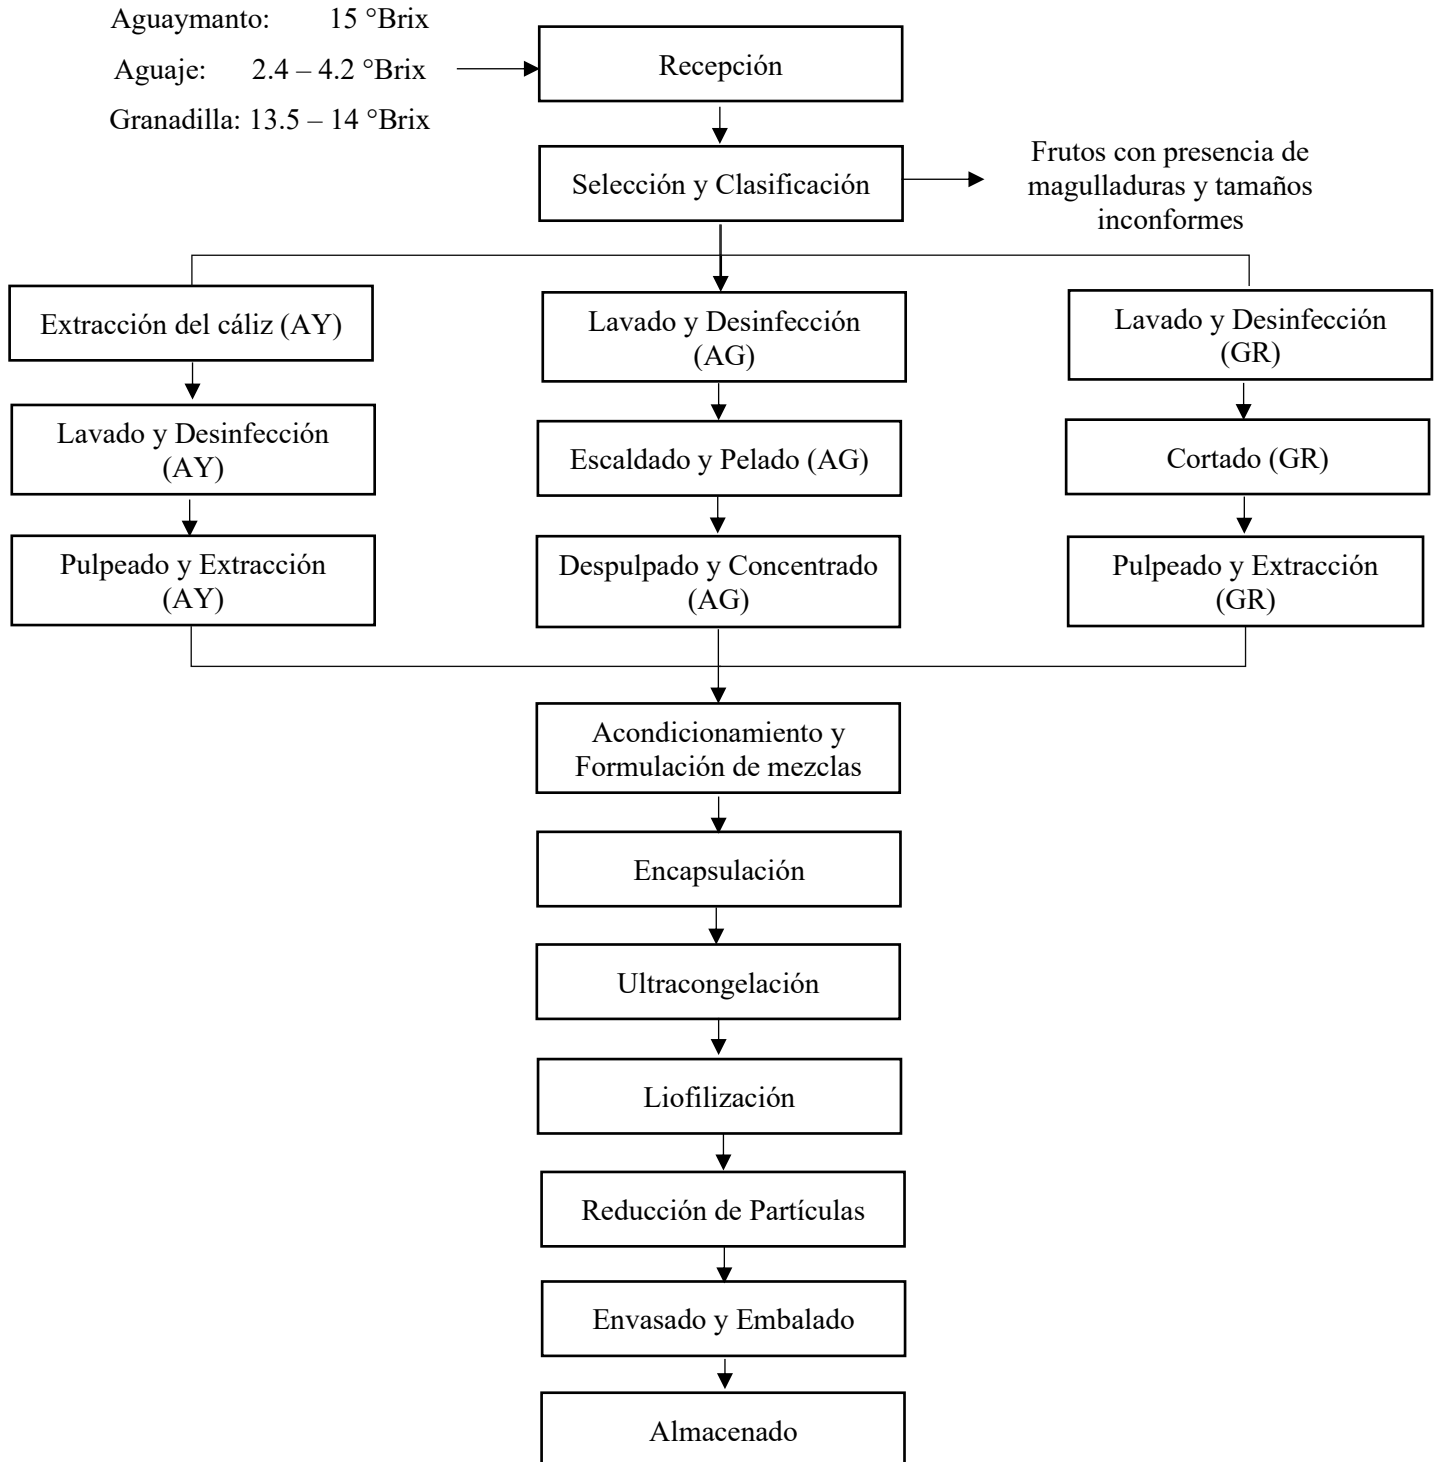 Aguaymanto: 15 °Brix
Aguaje: 2.4 – 4.2 °Brix
Granadilla: 13.5 – 14 °Brix
Recepción
Selección y Clasificación
Frutos con presencia de
magulladuras y tamaños
inconformes
Extracción del cáliz (AY)
Lavado y Desinfección
(AG)
Lavado y Desinfección
(GR)
Lavado y Desinfección
(AY)
Escaldado y Pelado (AG)
Cortado (GR)
Pulpeado y Extracción
(AY)
Despulpado y Concentrado
(AG)
Pulpeado y Extracción
(GR)
Acondicionamiento y
Formulación de mezclas
Encapsulación
Ultracongelación
Liofilización
Reducción de Partículas
Envasado y Embalado
Almacenado